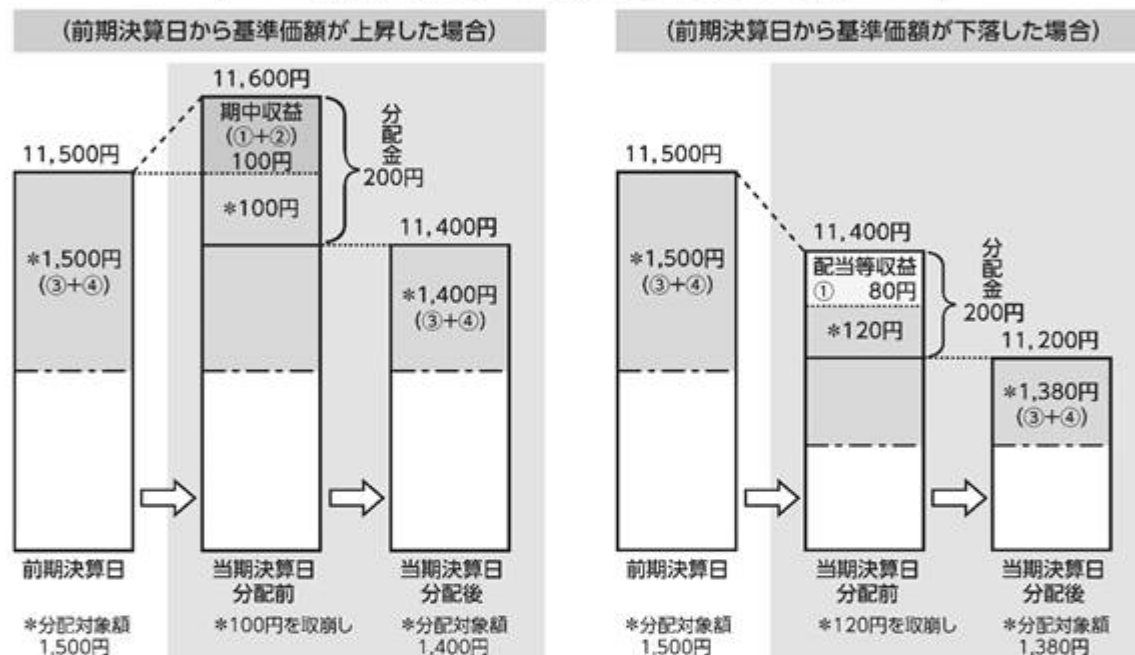 (前期決算日から基準価額が上昇した場合)
11,600円
期中収益
(①+②)
100円
分配金
200円
11,500円
*100円
11,400円
*1,500円
(③+④)
*1,400円
(③+④)
前期決算日
当期決算日
分配前
当期決算日
分配後
*分配対象額
1,500円
*100円を取崩し
*分配対象額
1,400円
(前期決算日から基準価額が下落した場合)
11,500円
11,400円
配当等収益
① 80円
分配金
200円
*1,500円
(③+④)
*120円
11,200円
*1,380円
(③+④)
前期決算日
当期決算日
分配前
当期決算日
分配後
*分配対象額
1,500円
*120円を取崩し
*分配対象額
1,380円